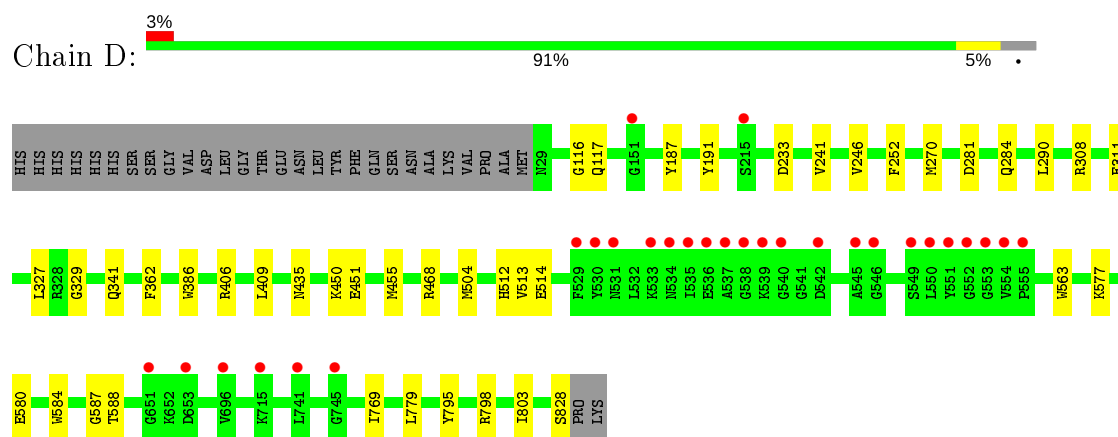 3%
Chain D:
91% 5% •
HIS HIS HIS HIS HIS HIS SER SER GLY VAL ASP LEU GLY THR GLU ASN LEU TYR PHE GLN SER ASN ALA LYS VAL PRO ALA MET N29 G116 Q117 G151 Y187 Y191 S215 D233 V241 V246 F252 M270 D281 Q284 L290 R308
L327 R328 G329 Q341 F362 W386 R406 L409 N435 K450 E451 M455 R468 M504 H512 V513 E514 F529 Y530 N531 L532 K533 N534 I535 E536 A537 G538 K539 G540 G541 D542 A545 G546 S549 L550 Y551 G552 G553 V554 P555 W563 K577
E580 W584 G587 T588 G651 K652 D653 V696 K715 L741 G745 I769 L779 Y795 R798 I803 S828 PRO LYS